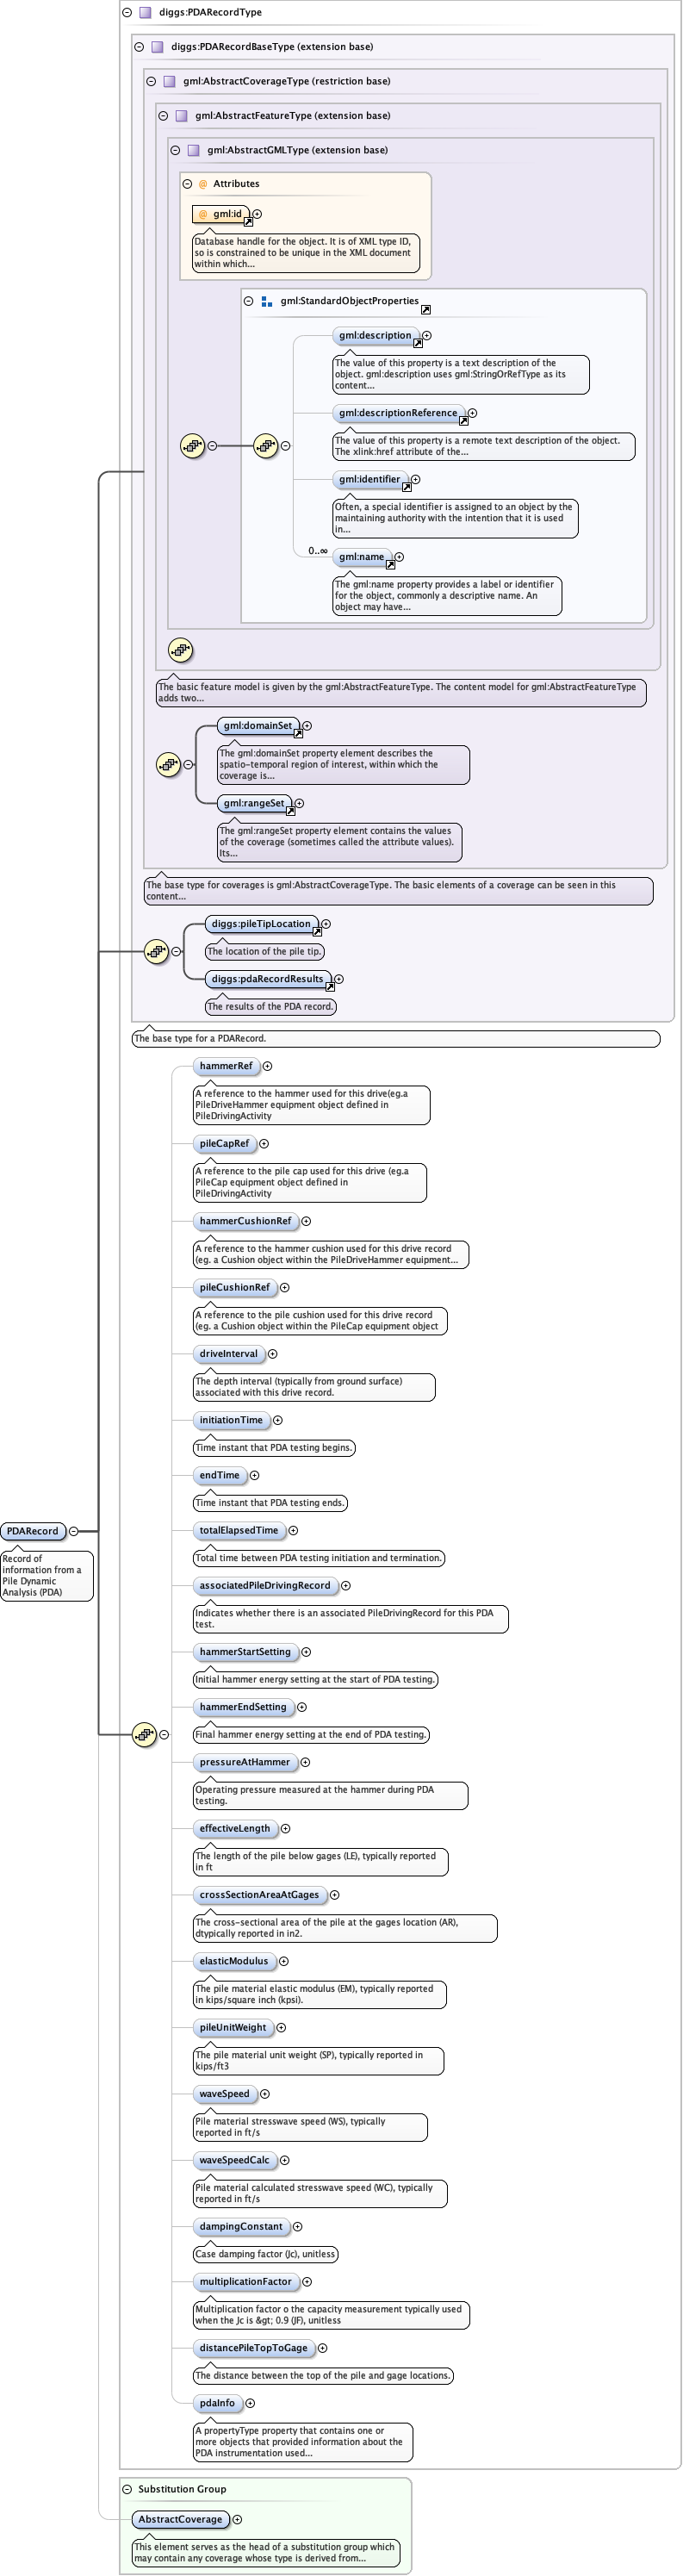 diggs:PDARecordType
diggs:PDARecordBaseType (extension base)
gml:AbstractCoverageType (restriction base)
gml:AbstractFeatureType (extension base)
gml:AbstractGMLType (extension base)
@ Attributes
@ gml:id
Database handle for the object. It is of XML type ID,
so is constrained to be unique in the XML document
within which...
gml:StandardObjectProperties
gml:description
The value of this property is a text description of the
object. gml:description uses gml:StringOrRefType as its
content...
gml:descriptionReference
The value of this property is a remote text description of the object.
The xlink:href attribute of the...
gml:identifier
Often, a special identifier is assigned to an object by the
maintaining authority with the intention that it is used
in...
0..∞
gml:name
The gml:name property provides a label or identifier
for the object, commonly a descriptive name. An
object may have...
The basic feature model is given by the gml:AbstractFeatureType. The content model for gml:AbstractFeatureType
adds two...
gml:domainSet
The gml:domainSet property element describes the
spatio-temporal region of interest, within which the
coverage is...
gml:rangeSet
The gml:rangeSet property element contains the values
of the coverage (sometimes called the attribute values).
Its...
The base type for coverages is gml:AbstractCoverageType. The basic elements of a coverage can be seen in this
content...
diggs:pileTipLocation
The location of the pile tip.
diggs:pdaRecordResults
The results of the PDA record.
The base type for a PDARecord.
hammerRef
A reference to the hammer used for this drive(eg.a
PileDriveHammer equipment object defined in
PileDrivingActivity
pileCapRef
A reference to the pile cap used for this drive (eg.a
PileCap equipment object defined in
PileDrivingActivity
hammerCushionRef
A reference to the hammer cushion used for this drive record
(eg. a Cushion object within the PileDriveHammer equipment...
pileCushionRef
A reference to the pile cushion used for this drive record
(eg. a Cushion object within the PileCap equipment object
driveInterval
The depth interval (typically from ground surface)
associated with this drive record.
initiationTime
Time instant that PDA testing begins.
endTime
Time instant that PDA testing ends.
PDARecord
Record of
information from a
Pile Dynamic
Analysis (PDA)
totalElapsedTime
Total time between PDA testing initiation and termination.
associatedPileDrivingRecord
Indicates whether there is an associated PileDrivingRecord for this PDA
test.
hammerStartSetting
Initial hammer energy setting at the start of PDA testing.
hammerEndSetting
Final hammer energy setting at the end of PDA testing.
pressureAtHammer
Operating pressure measured at the hammer during PDA
testing.
effectiveLength
The length of the pile below gages (LE), typically reported
in ft
crossSectionAreaAtGages
The cross-sectional area of the pile at the gages location (AR),
dtypically reported in in2.
elasticModulus
The pile material elastic modulus (EM), typically reported
in kips/square inch (kpsi).
pileUnitWeight
The pile material unit weight (SP), typically reported in
kips/ft3
waveSpeed
Pile material stresswave speed (WS), typically
reported in ft/s
waveSpeedCalc
Pile material calculated stresswave speed (WC), typically
reported in ft/s
dampingConstant
Case damping factor (Jc), unitless
multiplicationFactor
Multiplication factor o the capacity measurement typically used
when the Jc is &gt; 0.9 (JF), unitless
distancePileTopToGage
The distance between the top of the pile and gage locations.
pdaInfo
A propertyType property that contains one or
more objects that provided information about the
PDA instrumentation used...
Substitution Group
AbstractCoverage
This element serves as the head of a substitution group which
may contain any coverage whose type is derived from...